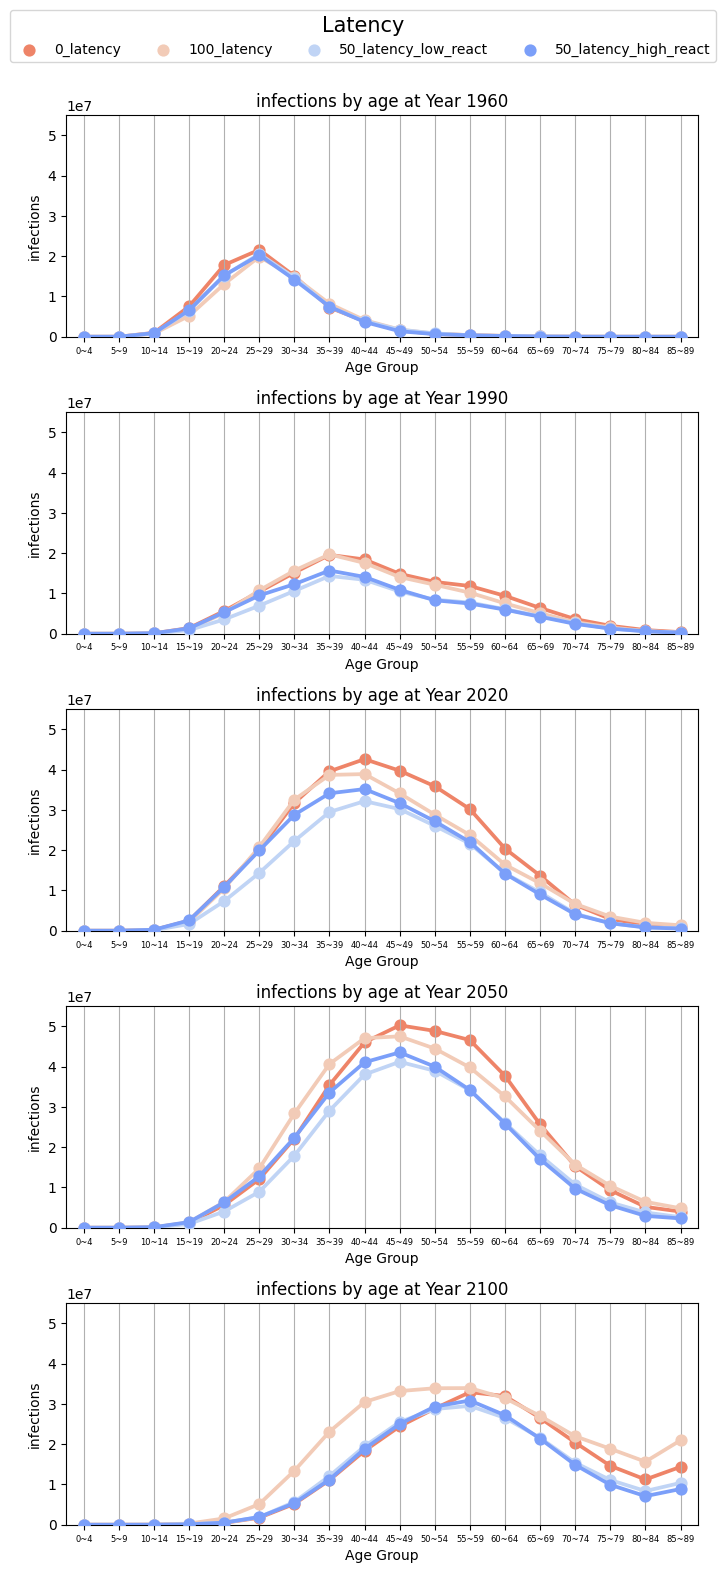 Latency
0_latency 100_latency 50_latency_low_react 50_latency_high_react
1e7
infections by age at Year 1960
5
4
3
2
1
0
infections
0~4 5~9 10~14 15~19 20~24 25~29 30~34 35~39 40~44 45~49 50~54 55~59 60~64 65~69 70~74 75~79 80~84 85~89
Age Group
1e7
infections by age at Year 1990
5
4
3
2
1
0
infections
0~4 5~9 10~14 15~19 20~24 25~29 30~34 35~39 40~44 45~49 50~54 55~59 60~64 65~69 70~74 75~79 80~84 85~89
Age Group
1e7
infections by age at Year 2020
5
4
3
2
1
0
infections
0~4 5~9 10~14 15~19 20~24 25~29 30~34 35~39 40~44 45~49 50~54 55~59 60~64 65~69 70~74 75~79 80~84 85~89
Age Group
1e7
infections by age at Year 2050
5
4
3
2
1
0
infections
0~4 5~9 10~14 15~19 20~24 25~29 30~34 35~39 40~44 45~49 50~54 55~59 60~64 65~69 70~74 75~79 80~84 85~89
Age Group
1e7
infections by age at Year 2100
5
4
3
2
1
0
infections
0~4 5~9 10~14 15~19 20~24 25~29 30~34 35~39 40~44 45~49 50~54 55~59 60~64 65~69 70~74 75~79 80~84 85~89
Age Group